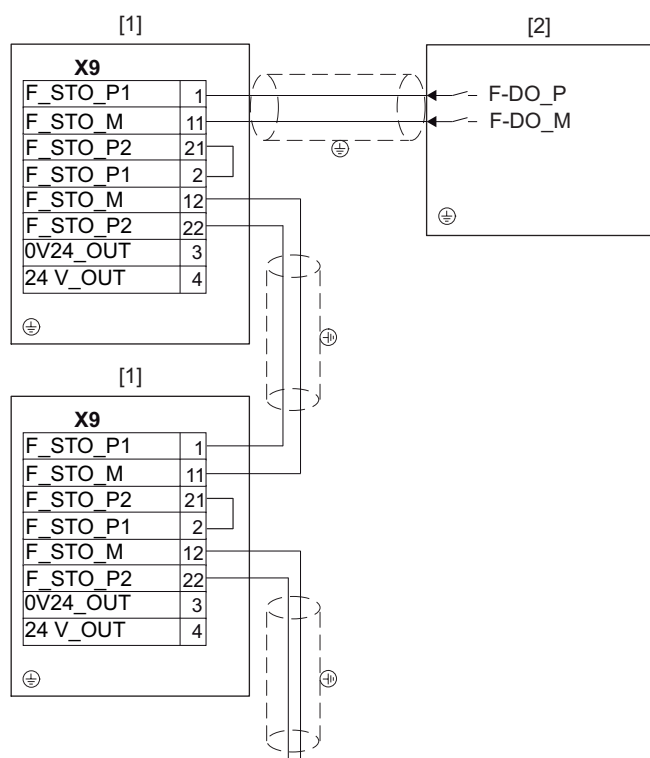 [1]
[2]
X9
F_STO_P1 1
F-DO_P
F_STO_M 11
F-DO_M
F_STO_P2 21
F_STO_P1 2
F_STO_M 12
F_STO_P2 22
0V24_OUT 3
24 V_OUT 4
[1]
X9
F_STO_P1 1
F_STO_M 11
F_STO_P2 21
F_STO_P1 2
F_STO_M 12
F_STO_P2 22
0V24_OUT 3
24 V_OUT 4